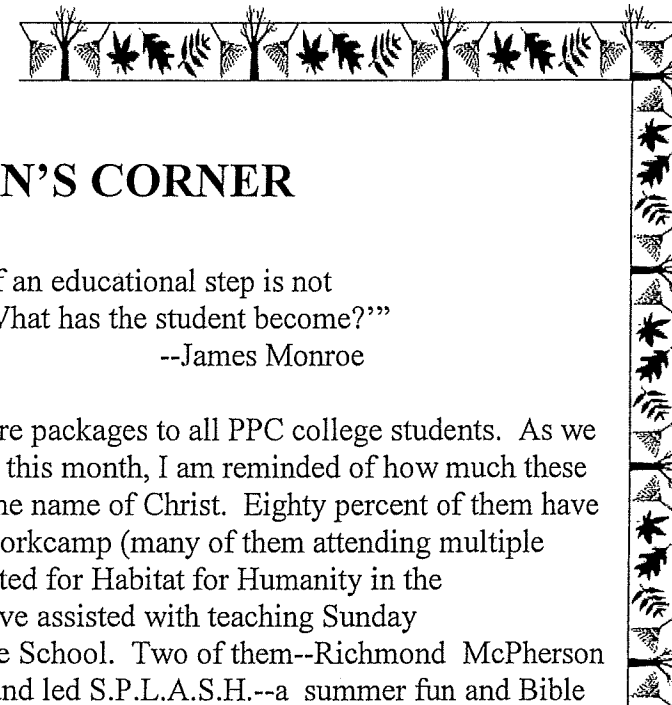 N'S CORNER
f an educational step is not
What has the student become?'”
--James Monroe
re packages to all PPC college students. As we
this month, I am reminded of how much these
ne name of Christ. Eighty percent of them have
orkcamp (many of them attending multiple
ted for Habitat for Humanity in the
ve assisted with teaching Sunday
e School. Two of them--Richmond McPherson
nd led S.P.L.A.S.H.--a summer fun and Bible